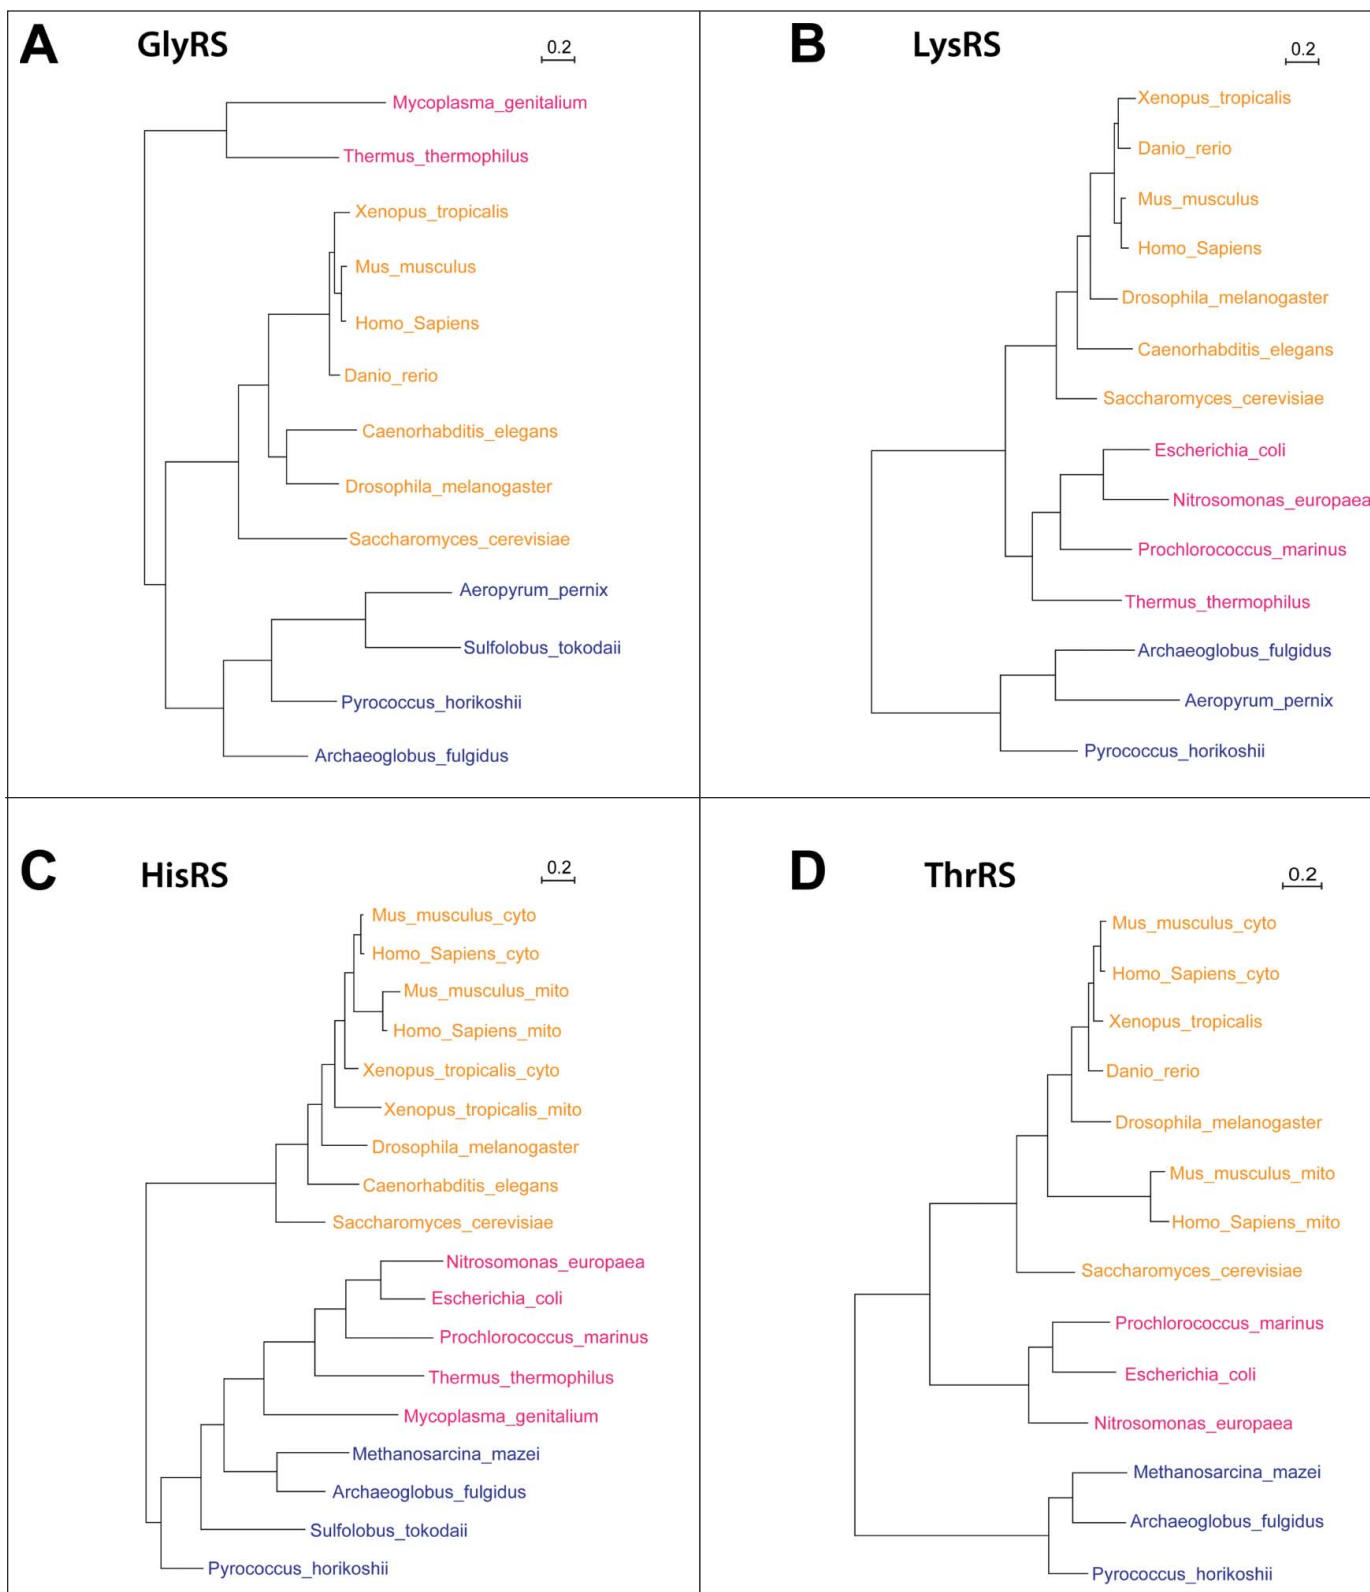 A GlyRS 0.2
Mycoplasma_genitalium
Thermus_thermophilus
Xenopus_tropicalis
Mus_musculus
Homo_Sapiens
Danio_rerio
Caenorhabditis_elegans
Drosophila_melanogaster
Saccharomyces_cerevisiae
Aeropyrum_pernix
Sulfolobus_tokodaii
Pyrococcus_horikoshii
Archaeoglobus_fulgidus
B LysRS 0.2
Xenopus_tropicalis
Danio_rerio
Mus_musculus
Homo_Sapiens
Drosophila_melanogaster
Caenorhabditis_elegans
Saccharomyces_cerevisiae
Escherichia_coli
Nitrosomonas_europaea
Prochlorococcus_marinus
Thermus_thermophilus
Archaeoglobus_fulgidus
Aeropyrum_pernix
Pyrococcus_horikoshii
C HisRS 0.2
Mus_musculus_cyto
Homo_Sapiens_cyto
Mus_musculus_mito
Homo_Sapiens_mito
Xenopus_tropicalis_cyto
Xenopus_tropicalis_mito
Drosophila_melanogaster
Caenorhabditis_elegans
Saccharomyces_cerevisiae
Nitrosomonas_europaea
Escherichia_coli
Prochlorococcus_marinus
Thermus_thermophilus
Mycoplasma_genitalium
Methanosarcina_mazei
Archaeoglobus_fulgidus
Sulfolobus_tokodaii
Pyrococcus_horikoshii
D ThrRS 0.2
Mus_musculus_cyto
Homo_Sapiens_cyto
Xenopus_tropicalis
Danio_rerio
Drosophila_melanogaster
Mus_musculus_mito
Homo_Sapiens_mito
Saccharomyces_cerevisiae
Prochlorococcus_marinus
Escherichia_coli
Nitrosomonas_europaea
Methanosarcina_mazei
Archaeoglobus_fulgidus
Pyrococcus_horikoshii